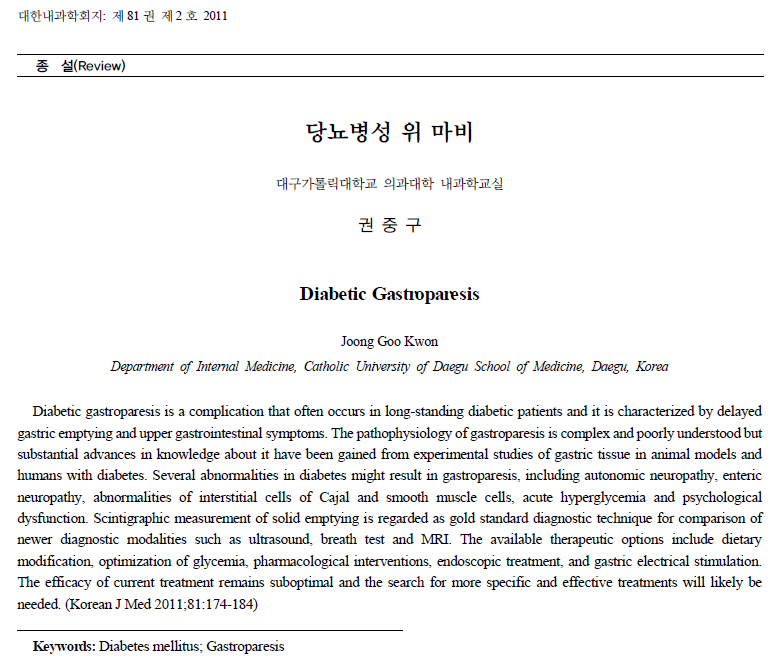 대한내과학회지: 제 81 권 제 2 호 2011
종 설(Review)
당뇨병성 위 마비
대구가톨릭대학교 의과대학 내과학교실
권 중 구
Diabetic Gastroparesis
Joong Goo Kwon
Department of Internal Medicine, Catholic University of Daegu School of Medicine, Daegu, Korea
Diabetic gastroparesis is a complication that often occurs in long-standing diabetic patients and it is characterized by delayed
gastric emptying and upper gastrointestinal symptoms. The pathophysiology of gastroparesis is complex and poorly understood but
substantial advances in knowledge about it have been gained from experimental studies of gastric tissue in animal models and
humans with diabetes. Several abnormalities in diabetes might result in gastroparesis, including autonomic neuropathy, enteric
neuropathy, abnormalities of interstitial cells of Cajal and smooth muscle cells, acute hyperglycemia and psychological
dysfunction. Scintigraphic measurement of solid emptying is regarded as gold standard diagnostic technique for comparison of
newer diagnostic modalities such as ultrasound, breath test and MRI. The available therapeutic options include dietary
modification, optimization of glycemia, pharmacological interventions, endoscopic treatment, and gastric electrical stimulation.
The efficacy of current treatment remains suboptimal and the search for more specific and effective treatments will likely be
needed. (Korean J Med 2011;81:174-184)
Keywords: Diabetes mellitus; Gastroparesis